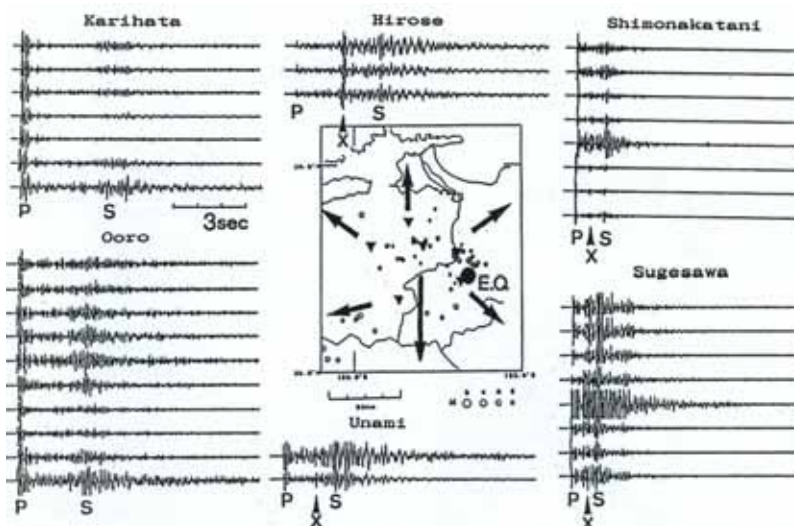 Karihata
P S
3sec
Hirose
P S
X
Shimonakatani
P S
X
Ooro
P S
E.Q.
Sugesawa
P S
X
Unami
P S
X